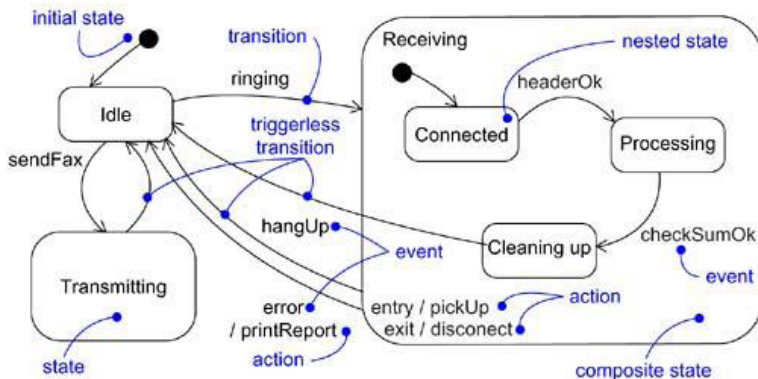 initial state
transition
Receiving
nested state
ringing
headerOk
Idle
Connected
Processing
triggerless
transition
sendFax
hangUp
Cleaning up
checkSumOk
event
event
Transmitting
error
/ printReport
entry / pickUp
exit / disconect
action
state
action
composite state